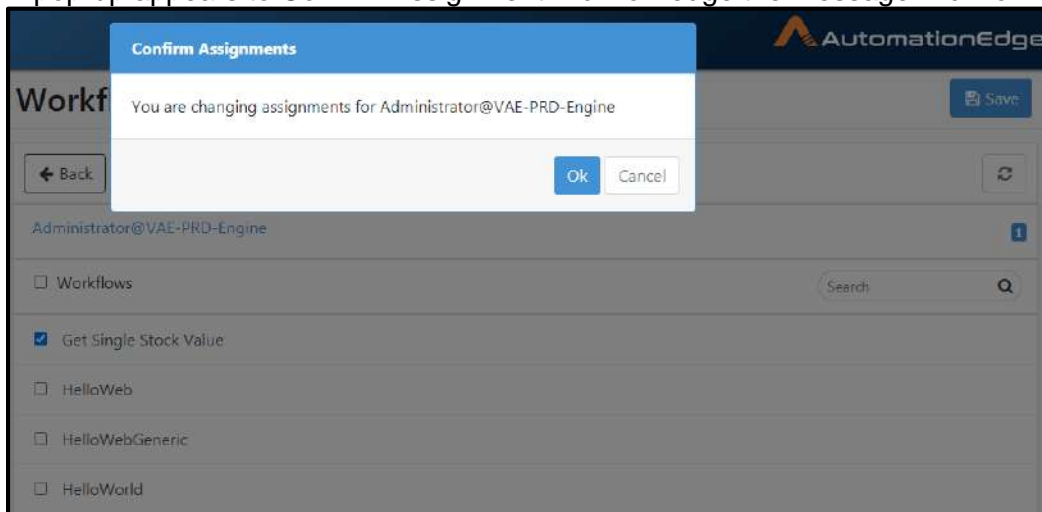 Confirm Assignments
AutomationEdge
Workf
You are changing assignments for Administrator@VAE-PRD-Engine
Save
Back
Ok
Cancel
Administrator@VAE-PRD-Engine
1
Workflows
Search
Get Single Stock Value
HelloWeb
HelloWebGeneric
HelloWorld